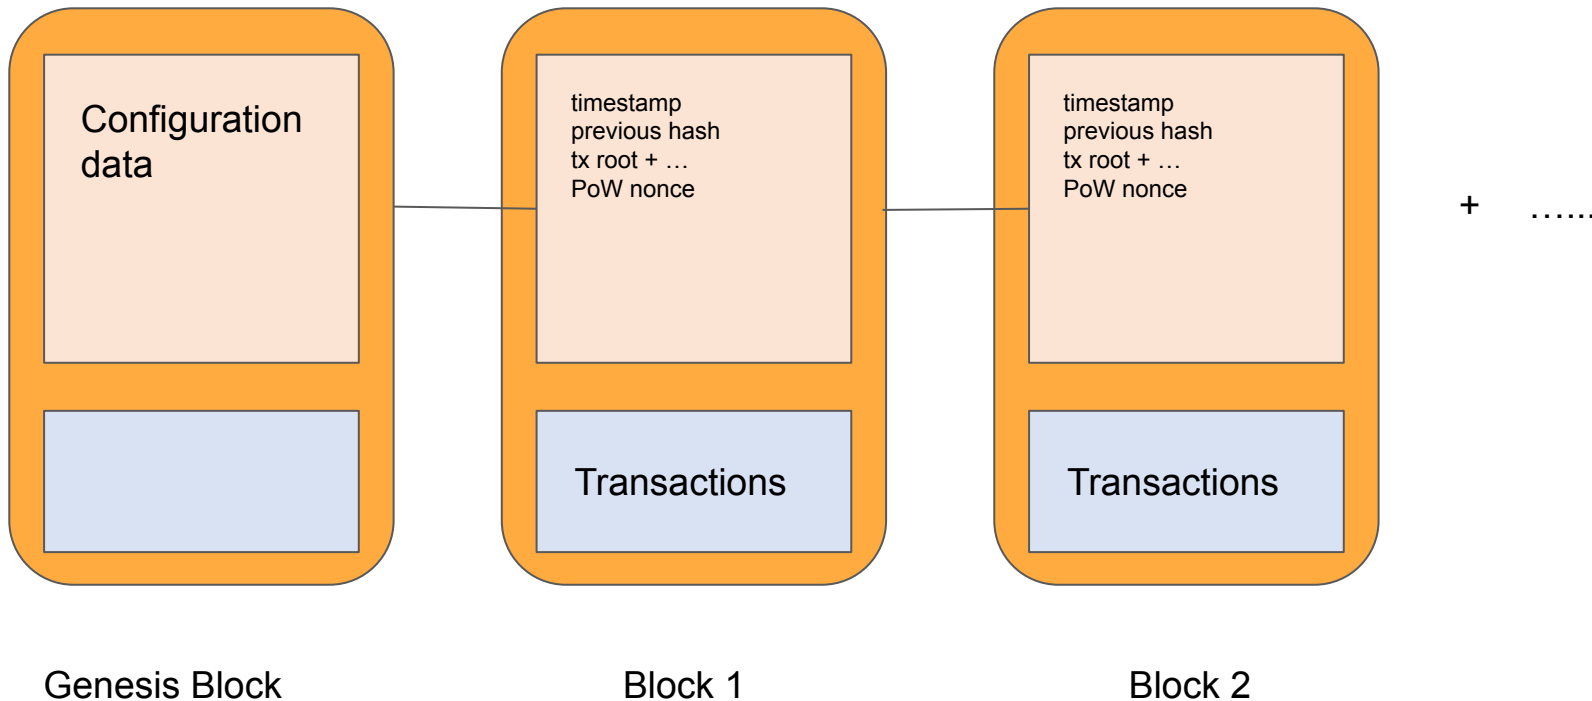 Configuration
data
timestamp
previous hash
tx root + …
PoW nonce
Transactions
timestamp
previous hash
tx root + …
PoW nonce
Transactions
+ …...
Genesis Block
Block 1
Block 2